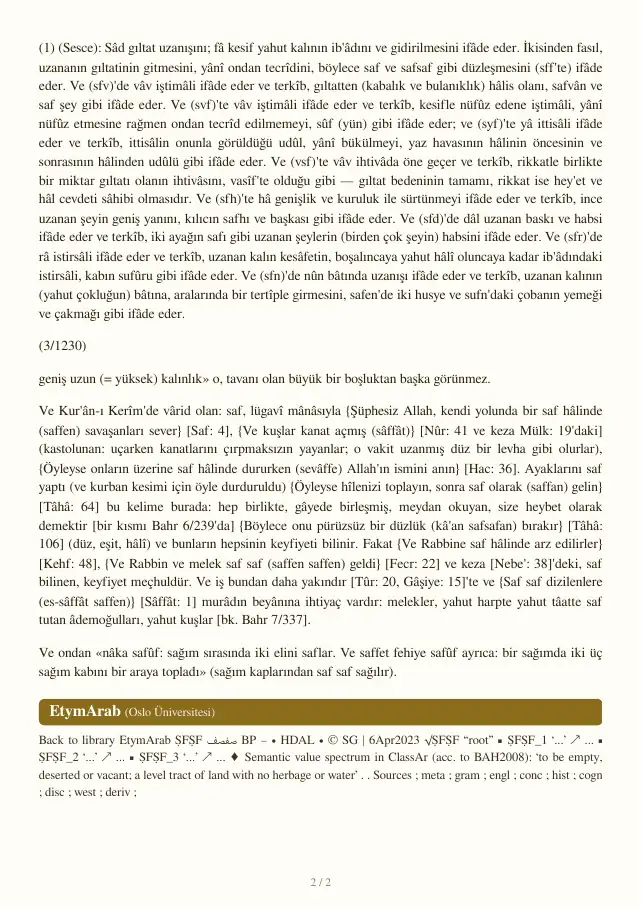 (1) (Sesce): Sâd gıltat uzanışını; fâ kesif yahut kalının ib'âdını ve gidirilmesini ifâde eder. İkisinden fasıl,
uzananın gıltatinin gitmesini, yânî ondan tecrîdini, böylece saf ve safsaf gibi düzleşmesini (sff'te) ifâde
eder. Ve (sfv)'de vâv iştimâli ifâde eder ve terkîb, gıltatten (kabalık ve bulanıklık) hâlis olanı, safvân ve
saf şey gibi ifâde eder. Ve (svf)'te vâv iştimâli ifâde eder ve terkîb, kesifle nüfûz edene iştimâli, yânî
nüfûz etmesine rağmen ondan tecrîd edilmemeyi, sûf (yün) gibi ifâde eder; ve (syf)'te yâ ittisâli ifâde
eder ve terkîb, ittisâlin onunla görüldüğü udûl, yânî bükülmeyi, yaz havasının hâlinin öncesinin ve
sonrasının hâlinden udûlü gibi ifâde eder. Ve (vsf)'te vâv ihtivâda öne geçer ve terkîb, rikkatle birlikte
bir miktar gıltatı olanın ihtivâsını, vasîf'te olduğu gibi — gıltat bedeninin tamamı, rikkat ise hey'et ve
hâl cevdeti sâhibi olmasıdır. Ve (sfh)'te hâ genişlik ve kuruluk ile sürtünmeyi ifâde eder ve terkîb, ince
uzanan şeyin geniş yanını, kılıcın safhı ve başkası gibi ifâde eder. Ve (sfd)'de dâl uzanan baskı ve habsi
ifâde eder ve terkîb, iki ayağın safı gibi uzanan şeylerin (birden çok şeyin) habsini ifâde eder. Ve (sfr)'de
râ istirsâli ifâde eder ve terkîb, uzanan kalın kesâfetin, boşalıncaya yahut hâlî oluncaya kadar ib'âdındaki
istirsâli, kabın sufûru gibi ifâde eder. Ve (sfn)'de nûn bâtında uzanışı ifâde eder ve terkîb, uzanan kalının
(yahut çokluğun) bâtına, aralarında bir tertîple girmesini, safen'de iki husye ve sufn'daki çobanın yemeği
ve çakmağı gibi ifâde eder.
(3/1230)
geniş uzun (= yüksek) kalınlık» o, tavanı olan büyük bir boşluktan başka görünmez.
Ve Kur'ân-ı Kerîm'de vârid olan: saf, lügavî mânâsıyla {Şüphesiz Allah, kendi yolunda bir saf hâlinde
(saffen) savaşanları sever} [Saf: 4], {Ve kuşlar kanat açmış (sâffât)} [Nûr: 41 ve keza Mülk: 19'daki]
(kastolunan: uçarken kanatlarını çırpmaksızın yayanlar; o vakit uzanmış düz bir levha gibi olurlar),
{Öyleyse onların üzerine saf hâlinde dururken (sevâffe) Allah'ın ismini anın} [Hac: 36]. Ayaklarını saf
yaptı (ve kurban kesimi için öyle durduruldu) {Öyleyse hîlenizi toplayın, sonra saf olarak (saffan) gelin}
[Tâhâ: 64] bu kelime burada: hep birlikte, gâyede birleşmiş, meydan okuyan, size heybet olarak
demektir [bir kısmı Bahr 6/239'da] {Böylece onu pürüzsüz bir düzlük (kâ'an safsafan) bırakır} [Tâhâ:
106] (düz, eşit, hâlî) ve bunların hepsinin keyfiyeti bilinir. Fakat {Ve Rabbine saf hâlinde arz edilirler}
[Kehf: 48], {Ve Rabbin ve melek saf saf (saffen saffen) geldi} [Fecr: 22] ve keza [Nebe': 38]'deki, saf
bilinen, keyfiyet meçhuldür. Ve iş bundan daha yakındır [Tûr: 20, Gâşiye: 15]'te ve {Saf saf dizilenlere
(es-sâffât saffen)} [Sâffât: 1] murâdın beyânına ihtiyaç vardır: melekler, yahut harpte yahut tâatte saf
tutan âdemoğulları, yahut kuşlar [bk. Bahr 7/337].
Ve ondan «nâka safûf: sağım sırasında iki elini saflar. Ve saffet fehiye safûf ayrıca: bir sağımda iki üç
sağım kabını bir araya topladı» (sağım kaplarından saf saf sağılır).
EtymArab (Oslo Üniversitesi)
Back to library EtymArab ṢFṢF صفصف BP – • HDAL • © SG | 6Apr2023 √ṢFṢF “root” ▪ ṢFṢF_1 ‘...’ ↗ ... ▪
ṢFṢF_2 ‘...’ ↗ ... ▪ ṢFṢF_3 ‘...’ ↗ ... ♦ Semantic value spectrum in ClassAr (acc. to BAH2008): ‘to be empty,
deserted or vacant; a level tract of land with no herbage or water’ . . Sources ; meta ; gram ; engl ; conc ; hist ; cogn
; disc ; west ; deriv ;
2 / 2